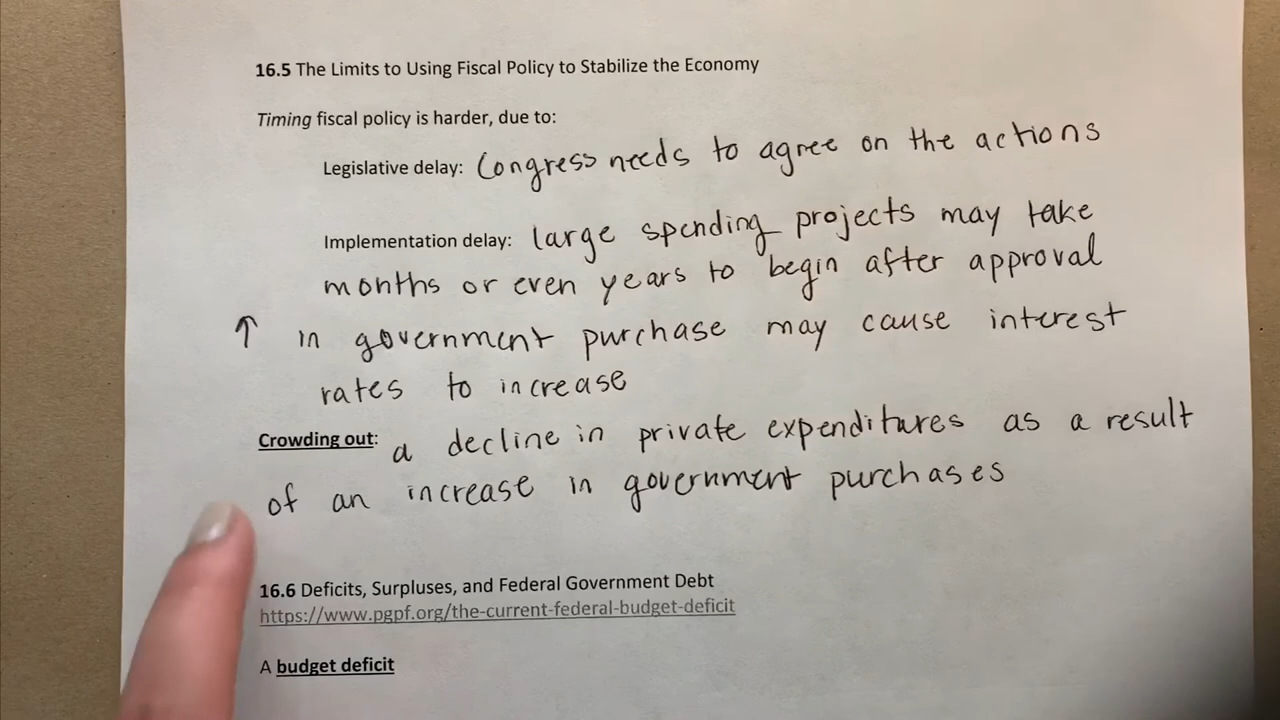 16.5 The Limits to Using Fiscal Policy to Stabilize the Economy
Timing fiscal policy is harder, due to:
Legislative delay: Congress needs to agree on the actions
Implementation delay: large spending projects may take
months or even years to begin after approval
↑ in government purchase may cause interest
rates to increase
Crowding out: a decline in private expenditures as a result
of an increase in government purchases
16.6 Deficits, Surpluses, and Federal Government Debt
https://www.pgpf.org/the-current-federal-budget-deficit
A budget deficit